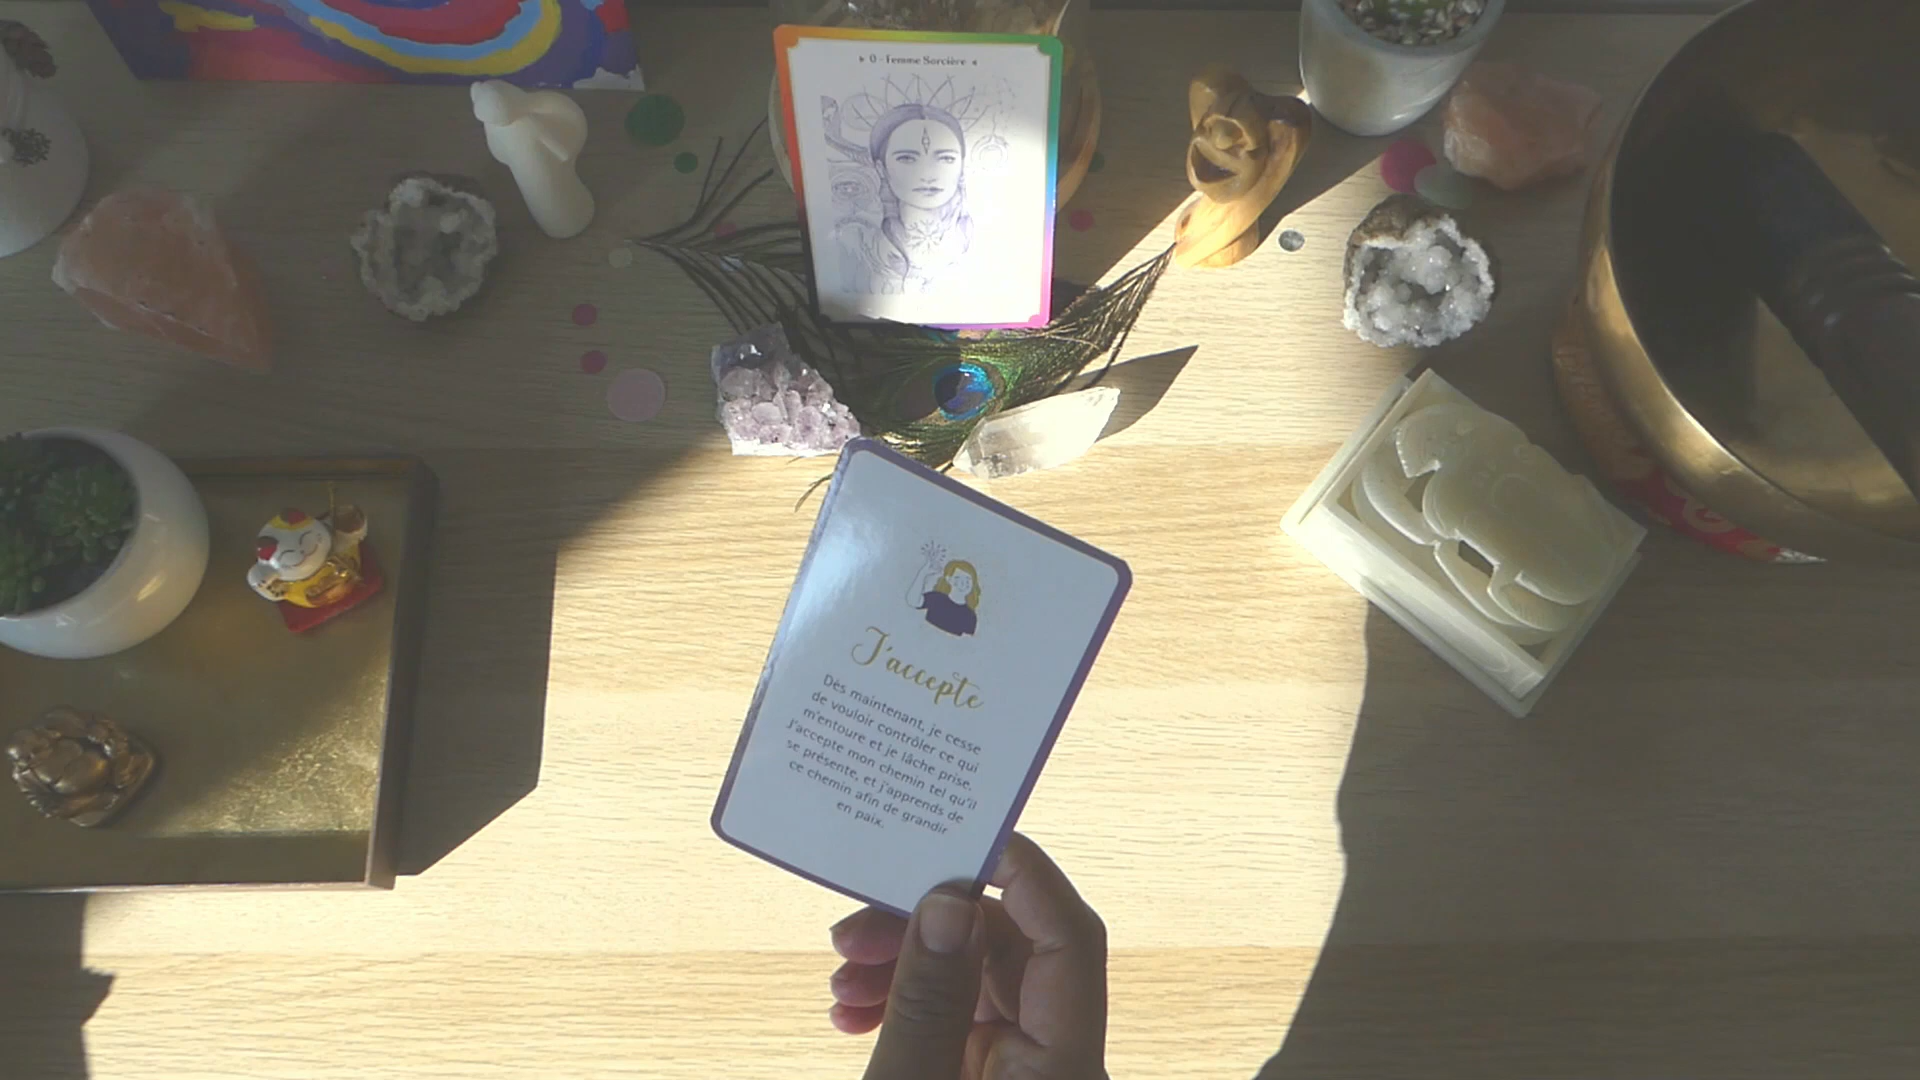 0 - Femme Sorcière
J'accepte
Dès maintenant, je cesse
de vouloir contrôler ce qui
m'entoure et je lâche prise.
J'accepte mon chemin tel qu'il
se présente, et j'apprends de
ce chemin afin de grandir
en paix.